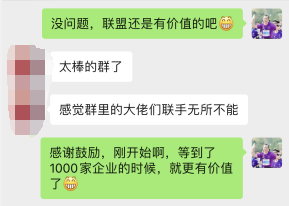 没问题，联盟还是有价值的吧😁
太棒的群了
感觉群里的大佬们联手无所不能
感谢鼓励，刚开始啊，等到了
1000家企业的时候，就更有价值
了😁